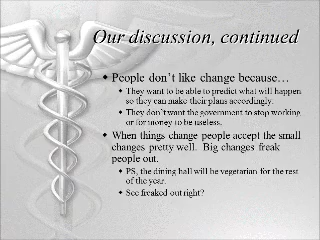 Our discussion, continued
People don't like change because…
They want to be able to predict what will happen
so they can make their plans accordingly.
They don't want the government to stop working
or for money to be useless.
When things change people accept the small
changes pretty well.  Big changes freak
people out.
PS, the dining hall will be vegetarian for the rest
of the year.
See freaked out right?